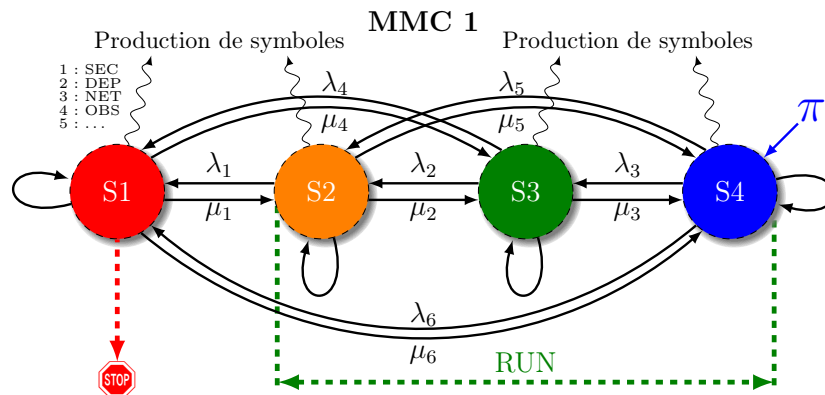 MMC 1
Production de symboles
Production de symboles
1 : SEC
2 : DEP
3 : NET
4 : OBS
5 : ...
λ4
μ4
λ5
μ5
π
S1
λ1
μ1
S2
λ2
μ2
S3
λ3
μ3
S4
λ6
μ6
RUN
STOP